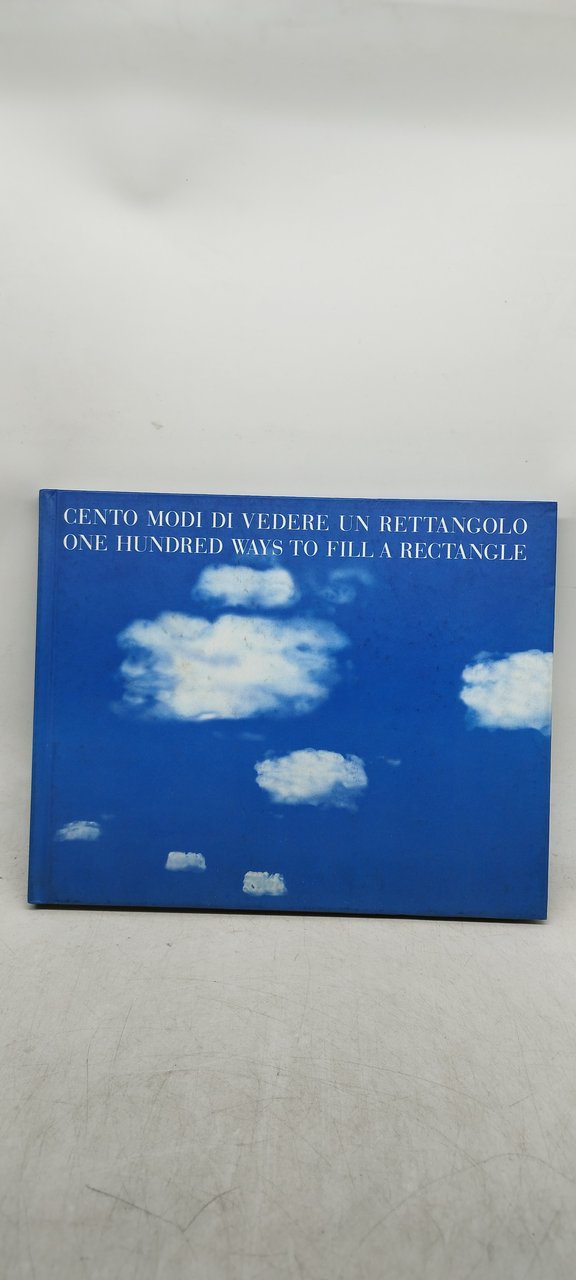 CENTO MODI DI VEDERE UN RETTANGOLO
ONE HUNDRED WAYS TO FILL A RECTANGLE